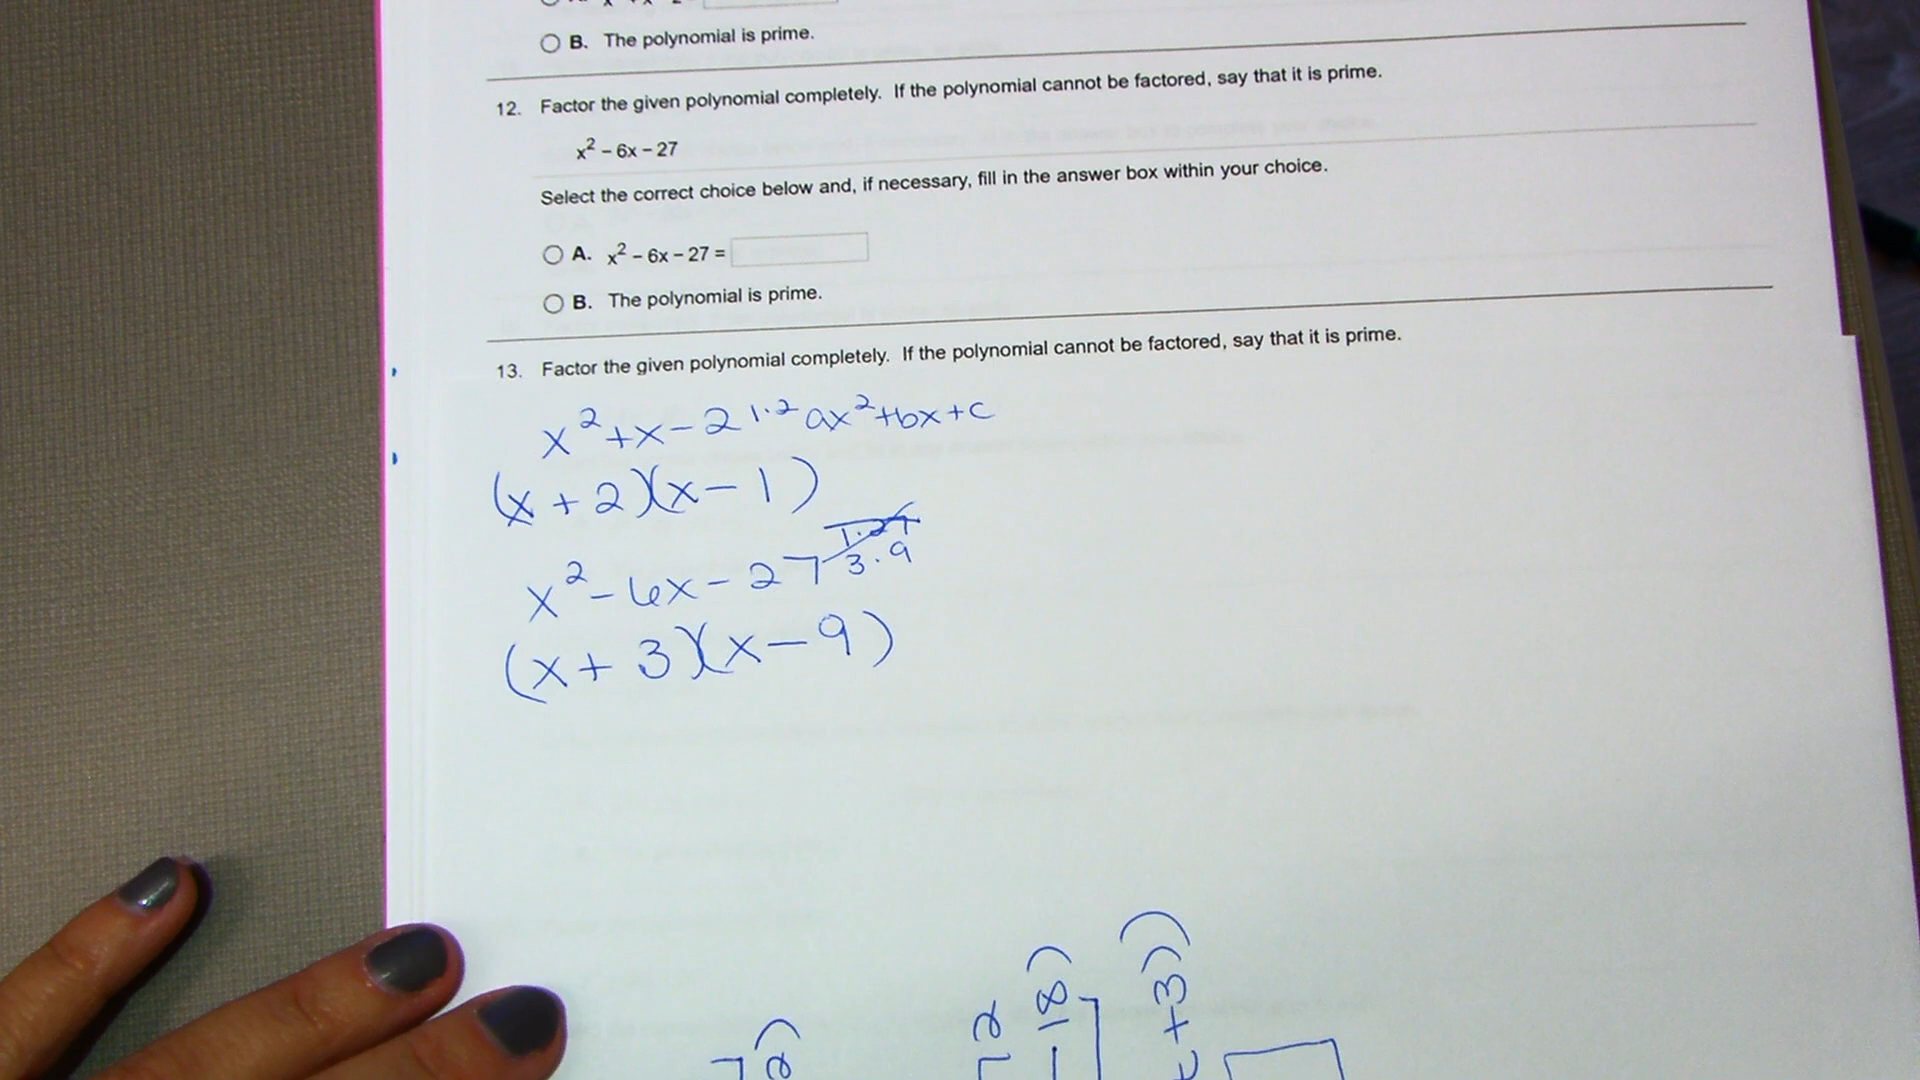 B. The polynomial is prime.
12. Factor the given polynomial completely. If the polynomial cannot be factored, say that it is prime.
x² – 6x – 27
Select the correct choice below and, if necessary, fill in the answer box within your choice.
A. x² – 6x – 27 =
B. The polynomial is prime.
13. Factor the given polynomial completely. If the polynomial cannot be factored, say that it is prime.
x² + x – 2 1·2 ax² + bx + c
(x + 2)(x – 1)
1·27
x² – 6x – 27 3·9
(x + 3)(x – 9)